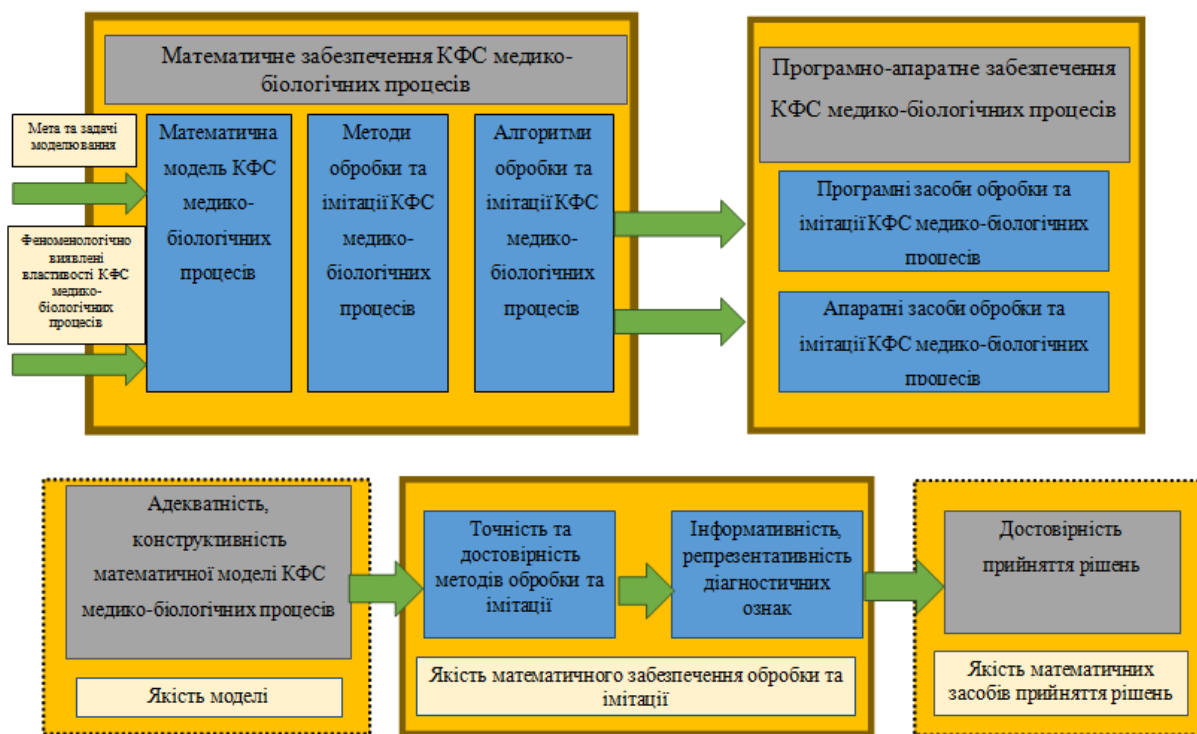 Математичне забезпечення КФС медико-
біологічних процесів
Мета та задачі
моделювання
Феноменологічно
виявлені
властивості КФС
медико-
біологічних
процесів
Математична
модель КФС
медико-
біологічних
процесів
Методи
обробки та
імітації КФС
медико-
біологічних
процесів
Алгоритми
обробки та
імітації КФС
медико-
біологічних
процесів
Програмно-апаратне забезпечення
КФС медико-біологічних процесів
Програмні засоби обробки та
імітації КФС медико-біологічних
процесів
Апаратні засоби обробки та
імітації КФС медико-біологічних
процесів
Адекватність,
конструктивність
математичної моделі КФС
медико-біологічних процесів
Якість моделі
Точність та
достовірність
методів обробки та
імітації
Інформативність,
репрезентативність
діагностичних
ознак
Якість математичного забезпечення обробки та
імітації
Достовірність
прийняття рішень
Якість математичних
засобів прийняття рішень